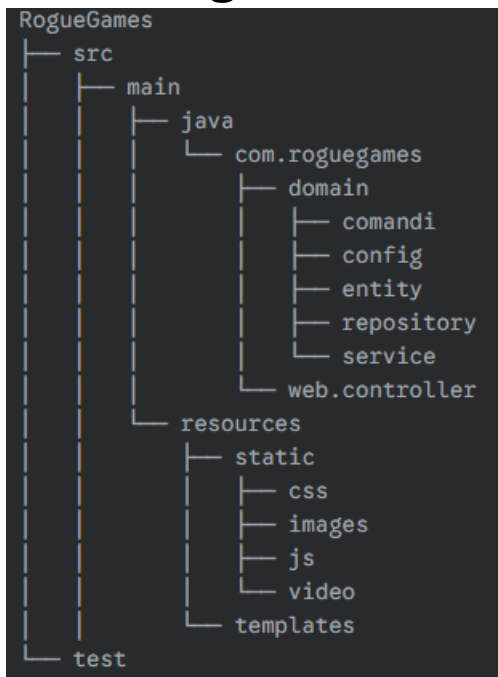 RogueGames
├── src
│   ├── main
│   │   ├── java
│   │   │   └── com.roguegames
│   │   │       ├── domain
│   │   │       │   ├── comandi
│   │   │       │   ├── config
│   │   │       │   ├── entity
│   │   │       │   ├── repository
│   │   │       │   └── service
│   │   │       └── web.controller
│   │   └── resources
│   │       ├── static
│   │       │   ├── css
│   │       │   ├── images
│   │       │   ├── js
│   │       │   └── video
│   │       └── templates
└── test